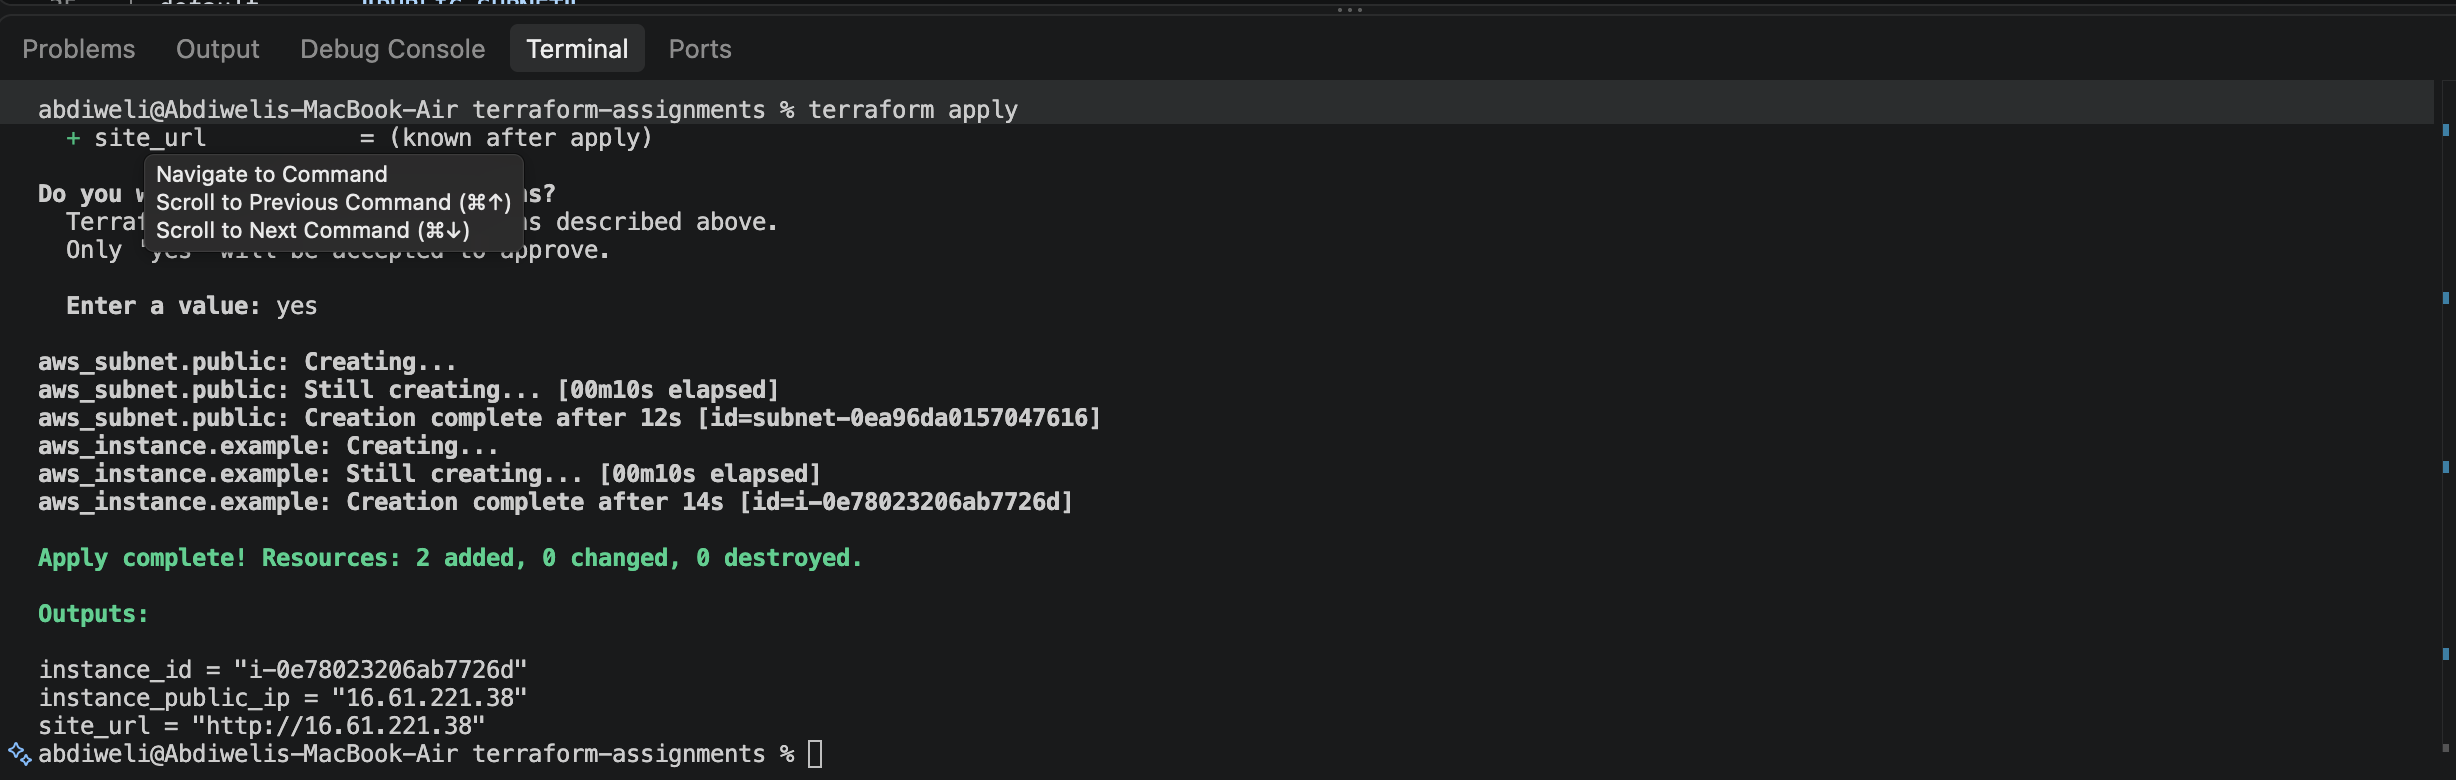 Problems Output Debug Console Terminal Ports
abdiweli@Abdiwelis-MacBook-Air terraform-assignments % terraform apply
+ site_url = (known after apply)
Navigate to Command
Do you
Scroll to Previous Command (⌘↑)
Scroll to Next Command (⌘↓)
described above.
Only
Enter a value: yes
aws_subnet.public: Creating...
aws_subnet.public: Still creating... [00m10s elapsed]
aws_subnet.public: Creation complete after 12s [id=subnet-0ea96da0157047616]
aws_instance.example: Creating...
aws_instance.example: Still creating... [00m10s elapsed]
aws_instance.example: Creation complete after 14s [id=i-0e78023206ab7726d]
Apply complete! Resources: 2 added, 0 changed, 0 destroyed.
Outputs:
instance_id = "i-0e78023206ab7726d"
instance_public_ip = "16.61.221.38"
site_url = "http://16.61.221.38"
abdiweli@Abdiwelis-MacBook-Air terraform-assignments %